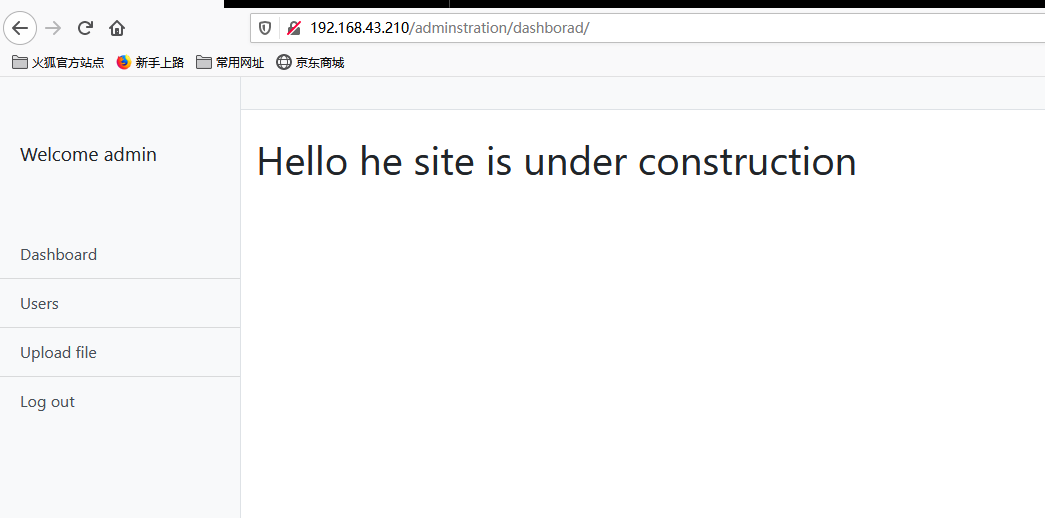 192.168.43.210/adminstration/dashborad/
火狐官方站点 新手上路 常用网址 京东商城
Welcome admin
Hello he site is under construction
Dashboard
Users
Upload file
Log out